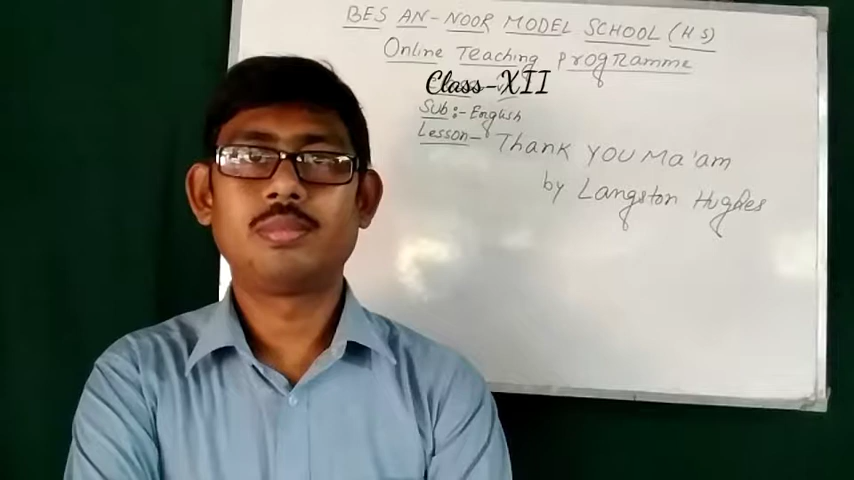 BES AN-NOOR MODEL SCHOOL (H S)
Online Teaching Programme
Class-XII
Sub:- English
Lesson- Thank YOU Ma'am
by Langston Hughes